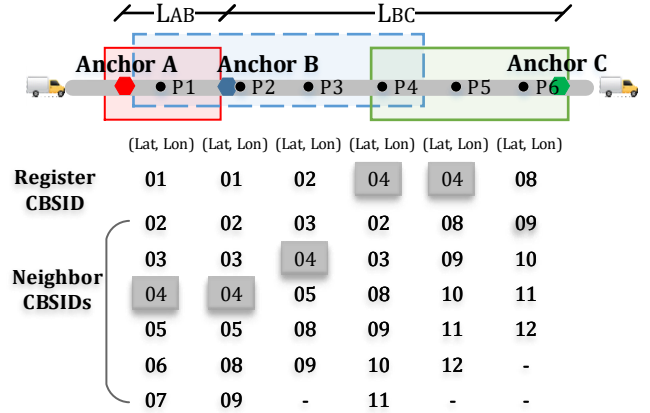 LAB LBC
Anchor A Anchor B Anchor C
P1 P2 P3 P4 P5 P6
(Lat, Lon) (Lat, Lon) (Lat, Lon) (Lat, Lon) (Lat, Lon) (Lat, Lon)
Register CBSID 01 01 02 04 04 08
02 02 03 02 08 09
03 03 04 03 09 10
Neighbor CBSIDs 04 04 05 08 10 11
05 05 08 09 11 12
06 08 09 10 12 -
07 09 - 11 - -